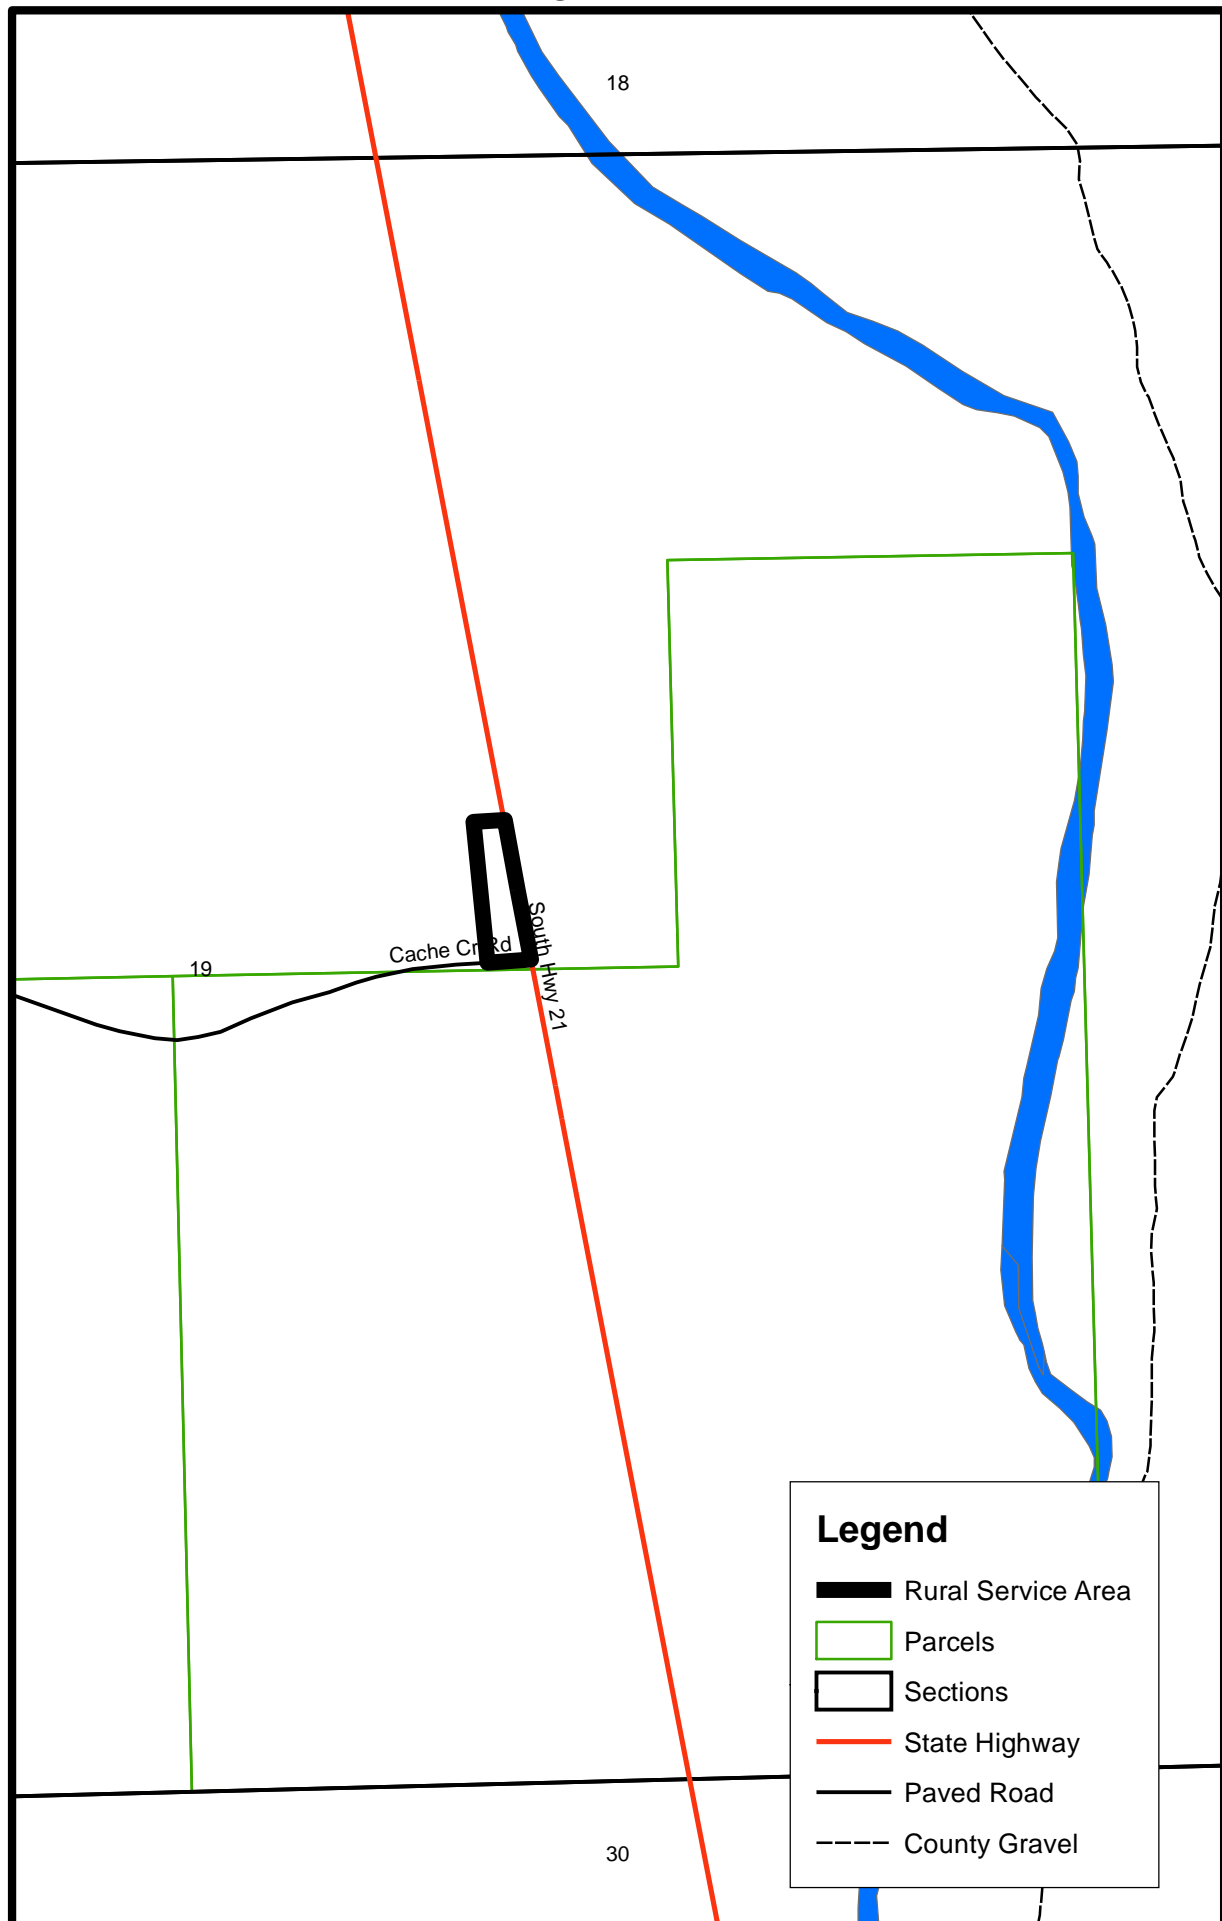 18
Cache Cr Rd
South Hwy 21
19
Legend
Rural Service Area
Parcels
Sections
State Highway
Paved Road
County Gravel
30